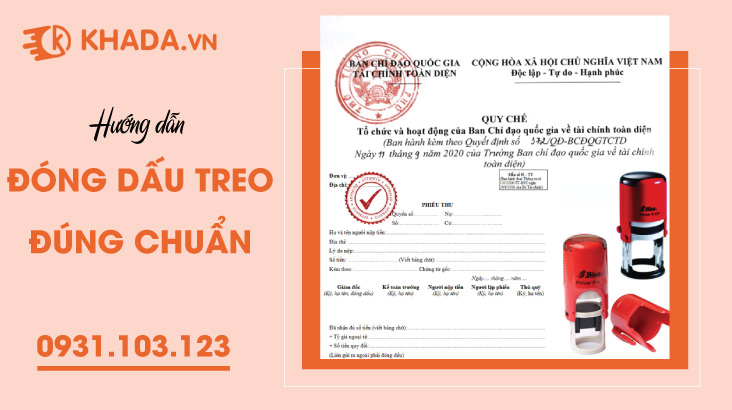 KHADA.VN
Hướng dẫn
ĐÓNG DẤU TREO
ĐÚNG CHUẨN
0931.103.123
BAN CHỈ ĐẠO QUỐC GIA
TÀI CHÍNH TOÀN DIỆN
CỘNG HÒA XÃ HỘI CHỦ NGHĨA VIỆT NAM
Độc lập - Tự do - Hạnh phúc
QUY CHẾ
Tổ chức và hoạt động của Ban Chỉ đạo quốc gia về tài chính toàn diện
(Ban hành kèm theo Quyết định số 372/QĐ-BCĐQGTCTD
Ngày 11 tháng 9 năm 2020 của Trưởng Ban chỉ đạo quốc gia về tài chính
toàn diện)
Đơn vị:
Địa chỉ:
Mẫu số 01 - TT
PHIẾU THU
Quyển số Nợ:
Số Có:
Họ và tên người nộp tiền:
Địa chỉ:
Lý do nộp:
Số tiền (Viết bằng chữ)
Kèm theo Chứng từ gốc:
Ngày... tháng... năm...
Giám đốc Kế toán trưởng Người nộp tiền Người lập phiếu Thủ quỹ
(Ký, họ tên, đóng dấu) (Ký, họ tên) (Ký, họ tên) (Ký, họ tên) (Ký, họ tên)
Đã nhận đủ số tiền (viết bằng chữ):
+ Tỷ giá ngoại tệ
+ Số tiền quy đổi:
(Liên gửi ra ngoài phải đóng dấu)
Shiny
Shiny